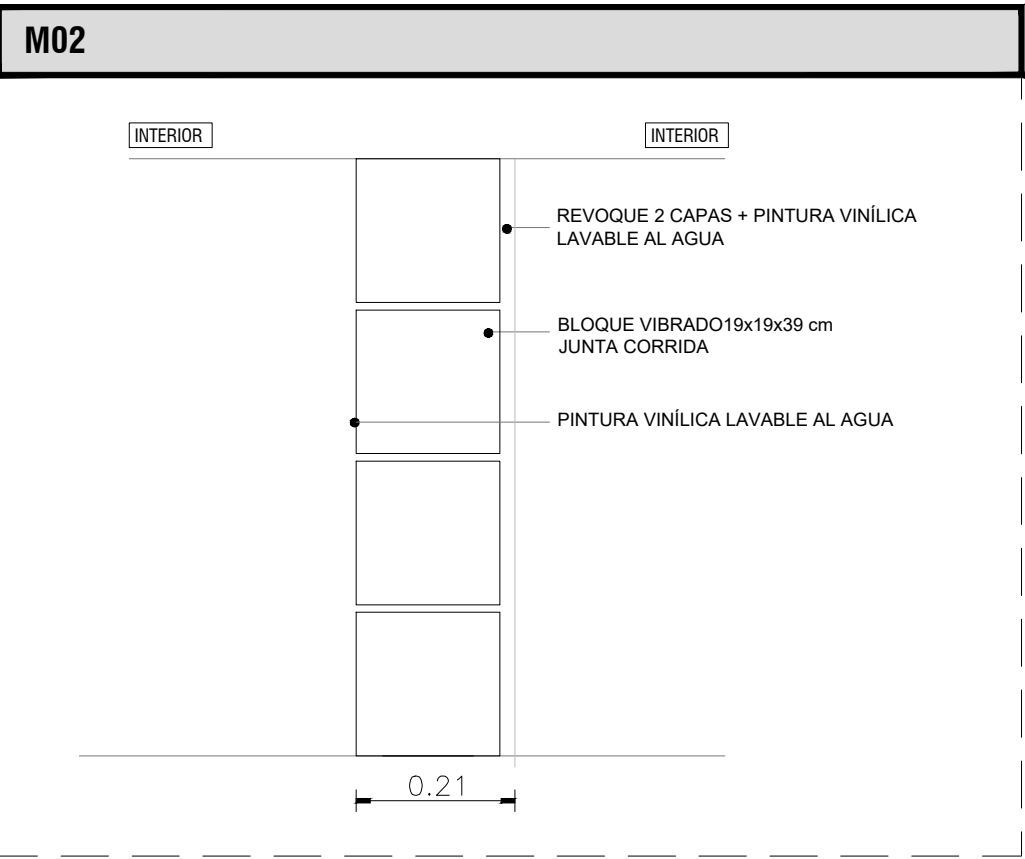 M02
INTERIOR
INTERIOR
REVOQUE 2 CAPAS + PINTURA VINÍLICA
LAVABLE AL AGUA
BLOQUE VIBRADO19x19x39 cm
JUNTA CORRIDA
PINTURA VINÍLICA LAVABLE AL AGUA
0.21